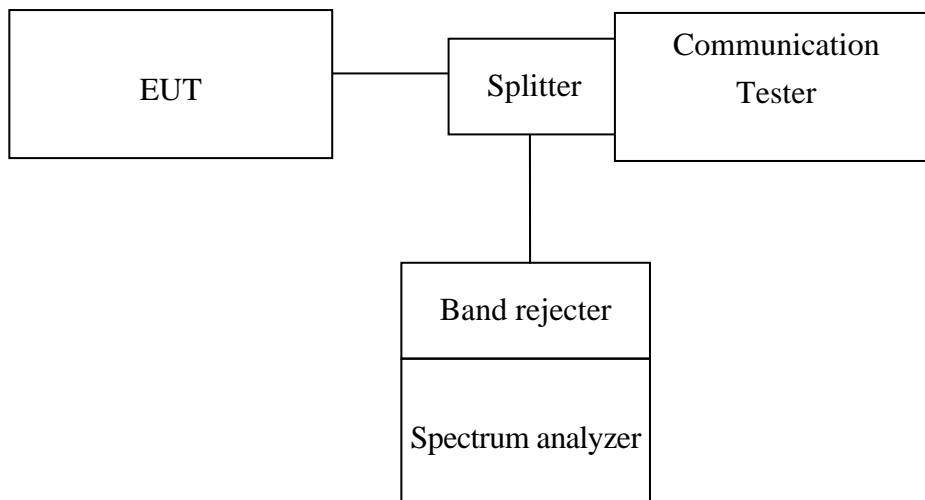 EUT
Splitter
Communication
Tester
Band rejecter
Spectrum analyzer